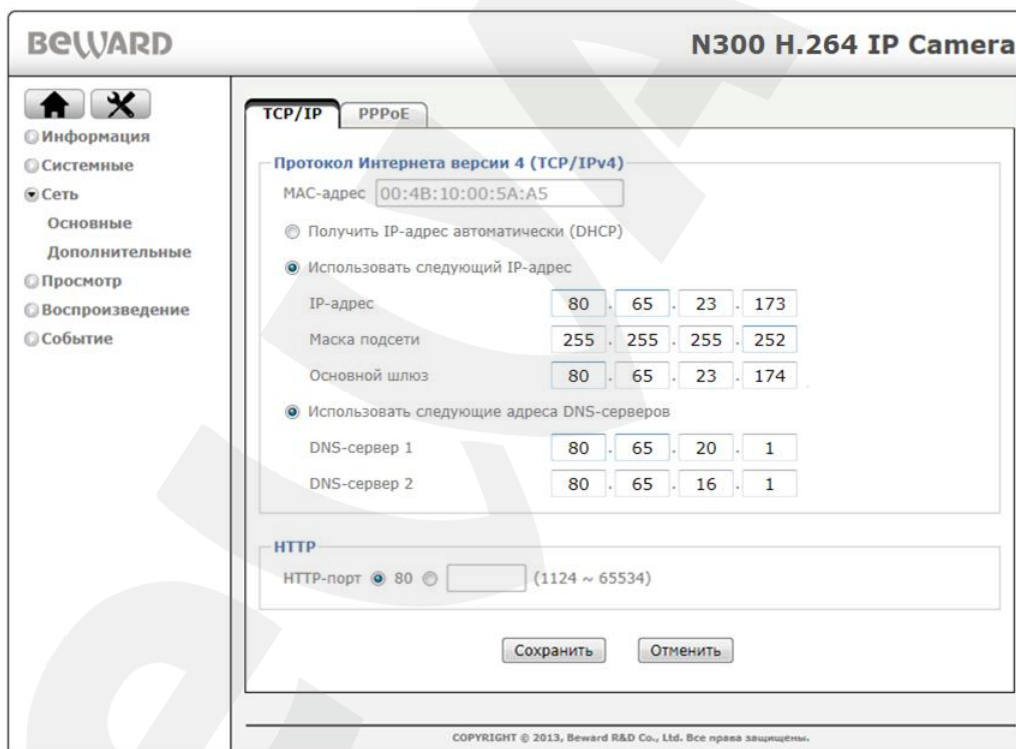 BEWARD
N300 H.264 IP Camera
Информация
Системные
Сеть
Основные
Дополнительные
Просмотр
Воспроизведение
Событие
TCP/IP PPPoE
Протокол Интернета версии 4 (TCP/IPv4)
MAC-адрес 00:4B:10:00:5A:A5
Получить IP-адрес автоматически (DHCP)
Использовать следующий IP-адрес
IP-адрес 80 . 65 . 23 . 173
Маска подсети 255 . 255 . 255 . 252
Основной шлюз 80 . 65 . 23 . 174
Использовать следующие адреса DNS-серверов
DNS-сервер 1 80 . 65 . 20 . 1
DNS-сервер 2 80 . 65 . 16 . 1
HTTP
HTTP-порт 80 (1124 ~ 65534)
Сохранить Отменить
COPYRIGHT © 2013, Beward R&D Co., Ltd. Все права защищены.